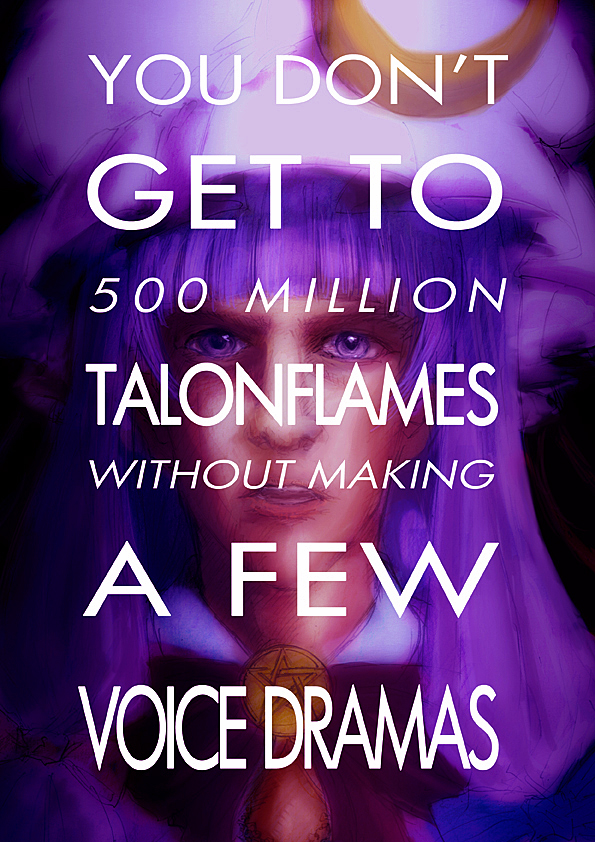 YOU DON'T
GET TO
500 MILLION
TALONFLAMES
WITHOUT MAKING
A FEW
VOICE DRAMAS